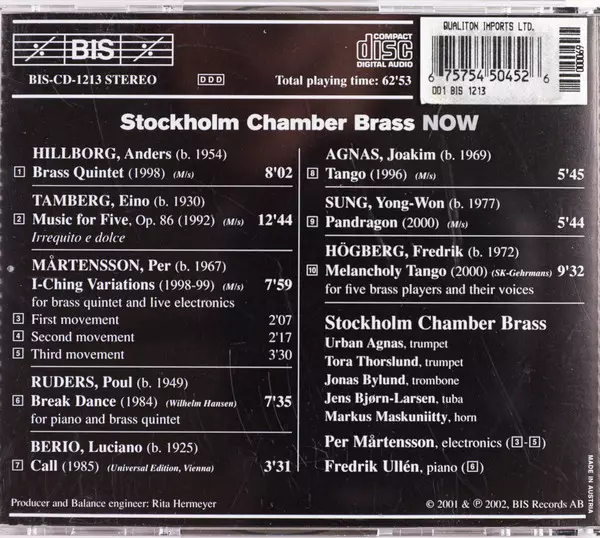 BIS
BIS-CD-1213 STEREO
DDD
COMPACT
disc
DIGITAL AUDIO
Total playing time: 62'53
QUALITON IMPORTS LTD.
6 75754 50452 6
001 BIS 1213
Stockholm Chamber Brass NOW
HILLBORG, Anders (b. 1954)
1 Brass Quintet (1998) (M/s) 8'02
TAMBERG, Eino (b. 1930)
2 Music for Five, Op. 86 (1992) (M/s) 12'44
Irrequito e dolce
MÅRTENSSON, Per (b. 1967)
I-Ching Variations (1998-99) (M/s) 7'59
for brass quintet and live electronics
3 First movement 2'07
4 Second movement 2'17
5 Third movement 3'30
RUDERS, Poul (b. 1949)
6 Break Dance (1984) (Wilhelm Hansen) 7'35
for piano and brass quintet
BERIO, Luciano (b. 1925)
7 Call (1985) (Universal Edition, Vienna) 3'31
Producer and Balance engineer: Rita Hermeyer
AGNAS, Joakim (b. 1969)
8 Tango (1996) (M/s) 5'45
SUNG, Yong-Won (b. 1977)
9 Pandragon (2000) (M/s) 5'44
HÖGBERG, Fredrik (b. 1972)
10 Melancholy Tango (2000) (SK-Gehrmans) 9'32
for five brass players and their voices
Stockholm Chamber Brass
Urban Agnas, trumpet
Tora Thorslund, trumpet
Jonas Bylund, trombone
Jens Bjørn-Larsen, tuba
Markus Maskuniitty, horn
Per Mårtensson, electronics (3-5)
Fredrik Ullén, piano (6)
© 2001 & ℗ 2002, BIS Records AB
MADE IN AUSTRIA